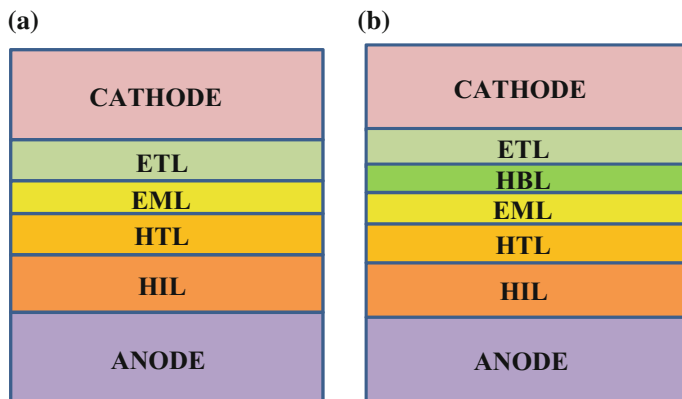 (a)
CATHODE
ETL
EML
HTL
HIL
ANODE
(b)
CATHODE
ETL
HBL
EML
HTL
HIL
ANODE